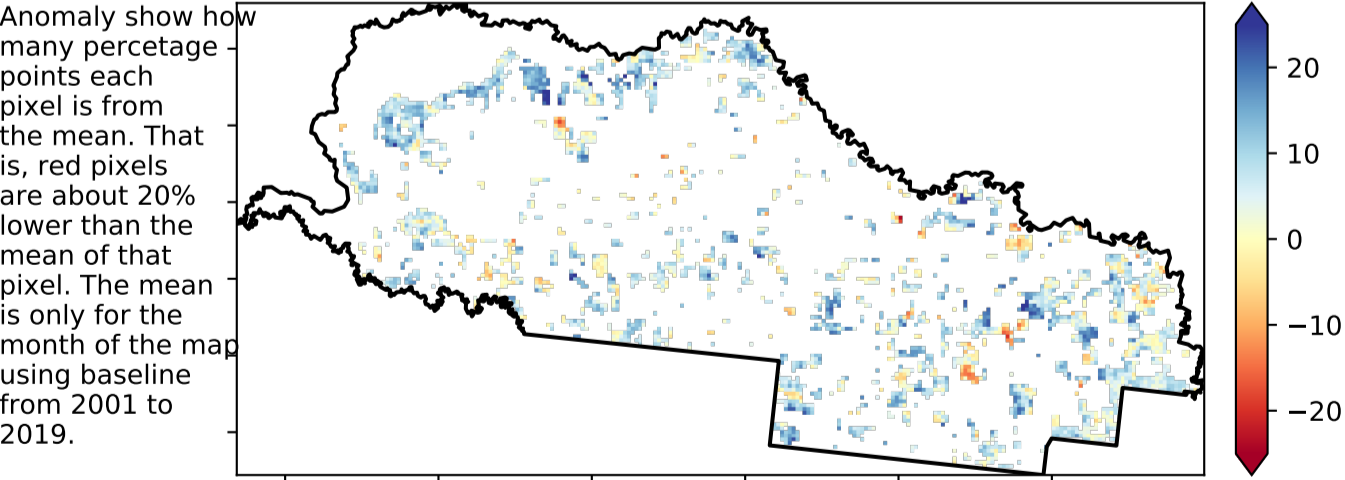 Anomaly show how
many percetage
points each
pixel is from
the mean. That
is, red pixels
are about 20%
lower than the
mean of that
pixel. The mean
is only for the
month of the map
using baseline
from 2001 to
2019.
20
10
0
−10
−20